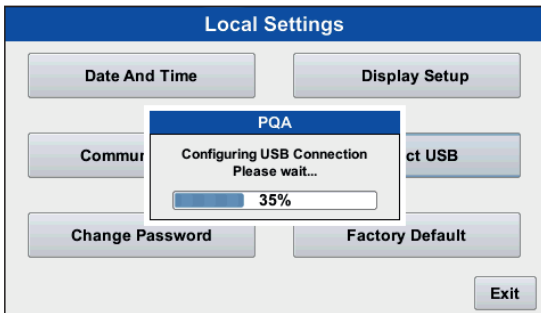 Local Settings
Date And Time
Display Setup
PQA
Configuring USB Connection
Please wait...
35%
Commur
ct USB
Change Password
Factory Default
Exit